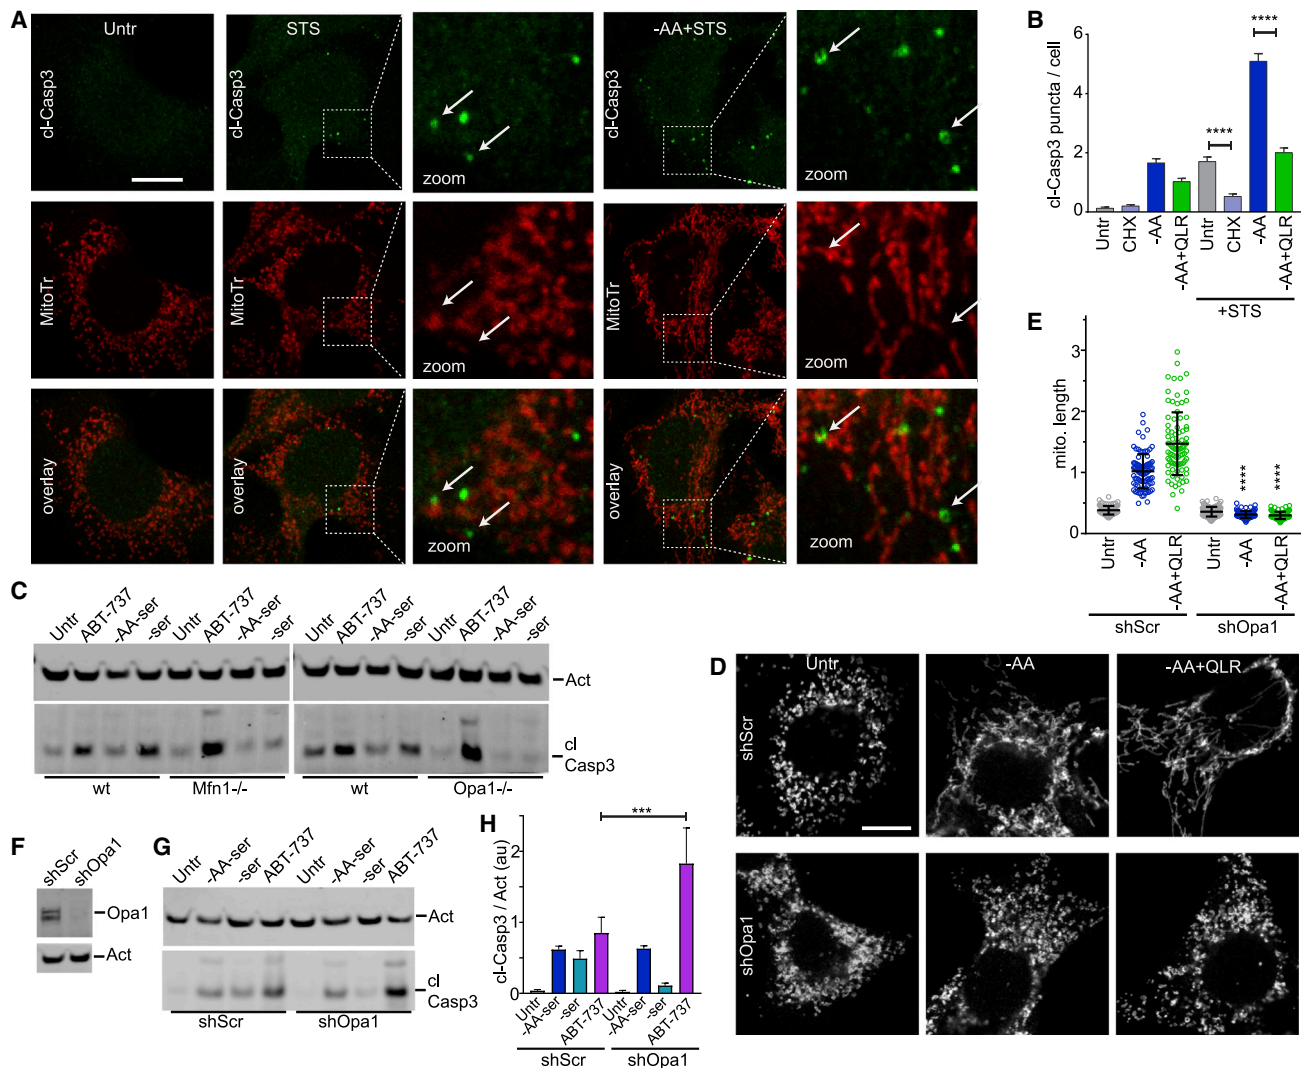 A
Untr
STS
-AA+STS
cl-Casp3
cl-Casp3
zoom
cl-Casp3
zoom
MitoTr
MitoTr
zoom
MitoTr
zoom
overlay
overlay
zoom
overlay
zoom
B
cl-Casp3 puncta / cell
6
4
2
0
****
****
Untr
CHX
-AA
-AA+QLR
Untr
CHX
-AA
-AA+QLR
+STS
E
mito. length
3
2
1
0
****
****
Untr
-AA
-AA+QLR
Untr
-AA
-AA+QLR
shScr
shOpa1
C
Untr
ABT-737
-AA-ser
-ser
Untr
ABT-737
-AA-ser
-ser
Untr
ABT-737
-AA-ser
-ser
Untr
ABT-737
-AA-ser
-ser
Act
cl
Casp3
wt
Mfn1-/-
wt
Opa1-/-
D
Untr
-AA
-AA+QLR
shScr
shOpa1
F
shScr
shOpa1
Opa1
Act
G
Untr
-AA-ser
-ser
ABT-737
Untr
-AA-ser
-ser
ABT-737
Act
cl
Casp3
shScr
shOpa1
H
cl-Casp3 / Act (au)
2
1
0
***
Untr
-AA-ser
-ser
ABT-737
Untr
-AA-ser
-ser
ABT-737
shScr
shOpa1